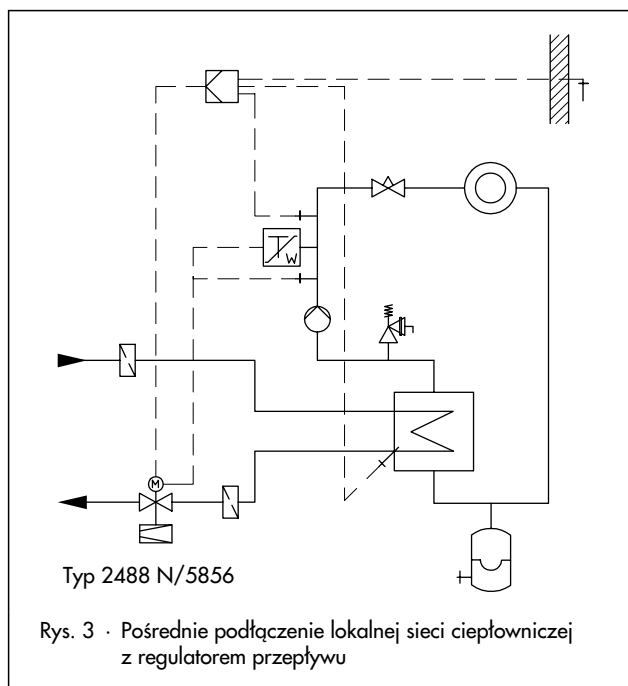 T
W
M
Typ 2488 N/5856
Rys. 3 · Pośrednie podłączenie lokalnej sieci ciepłowniczej
z regulatorem przepływu